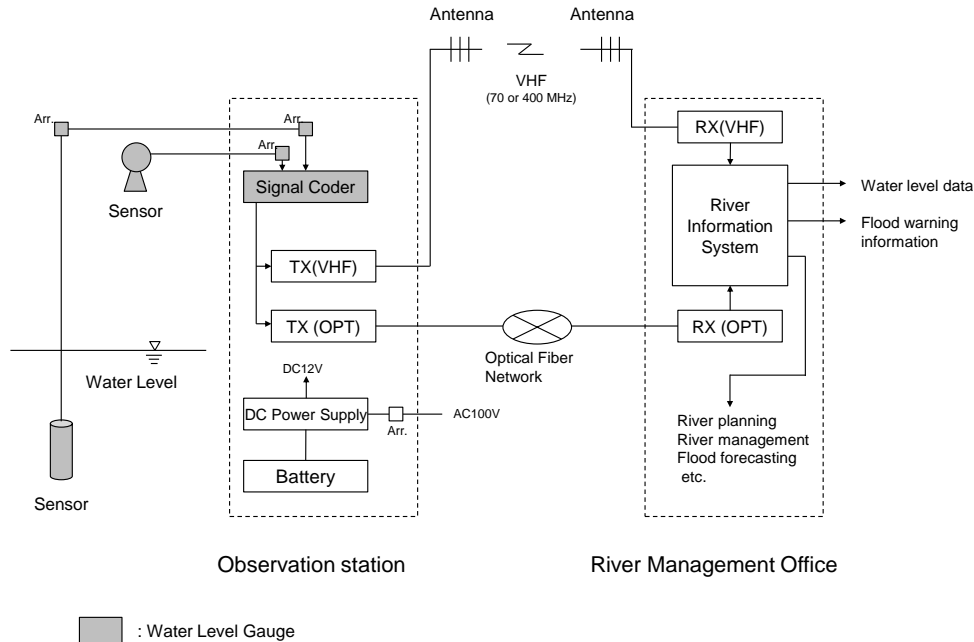 Antenna
Antenna
VHF
(70 or 400 MHz)
Arr.
Arr.
Arr.
RX(VHF)
Signal Coder
Sensor
River
Information
System
Water level data
Flood warning
information
TX(VHF)
TX (OPT)
RX (OPT)
Optical Fiber
Network
Water Level
DC12V
DC Power Supply
AC100V
Arr.
River planning
River management
Flood forecasting
etc.
Battery
Sensor
Observation station
River Management Office
: Water Level Gauge